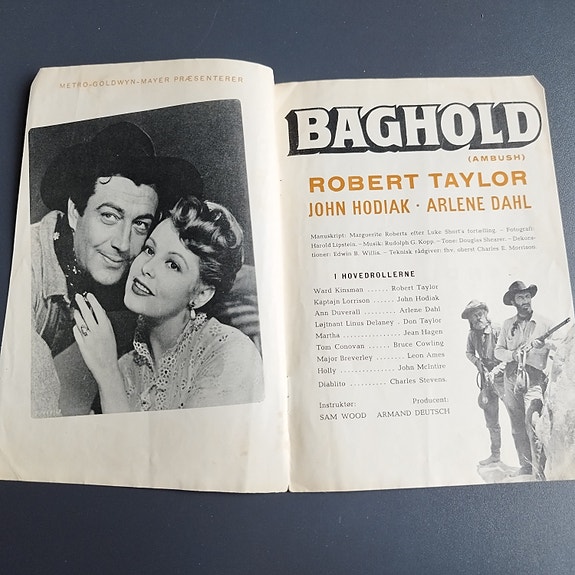 METRO-GOLDWYN-MAYER PRÆSENTERER
BAGHOLD
(AMBUSH)
ROBERT TAYLOR
JOHN HODIAK · ARLENE DAHL
Manuskript: Marguerite Roberts efter Luke Short's fortælling. – Fotografi:
Harold Lipstein. – Musik: Rudolph G. Kopp. – Tone: Douglas Shearer. – Dekora-
tioner: Edwin B. Willis. – Teknisk rådgiver: fhv. oberst Charles E. Morrison.
I HOVEDROLLERNE
Ward Kinsman ...... Robert Taylor
Kaptajn Lorrison ...... John Hodiak
Ann Duverall ......... Arlene Dahl
Løjtnant Linus Delaney . Don Taylor
Martha ............... Jean Hagen
Tom Conovan .... Bruce Cowling
Major Breverley ....... Leon Ames
Holly ............ John McIntire
Diablito .......... Charles Stevens.
Instruktør: Producent:
SAM WOOD ARMAND DEUTSCH